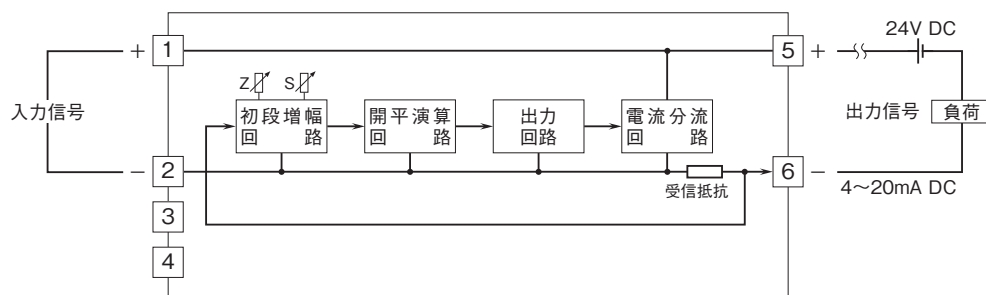 24V DC
+ 1 5 +
Z S
入力信号
初段増幅
回 路
開平演算
回 路
出力
回路
電流分流
回 路
出力信号
負荷
− 2 6 −
受信抵抗
4～20mA DC
3
4